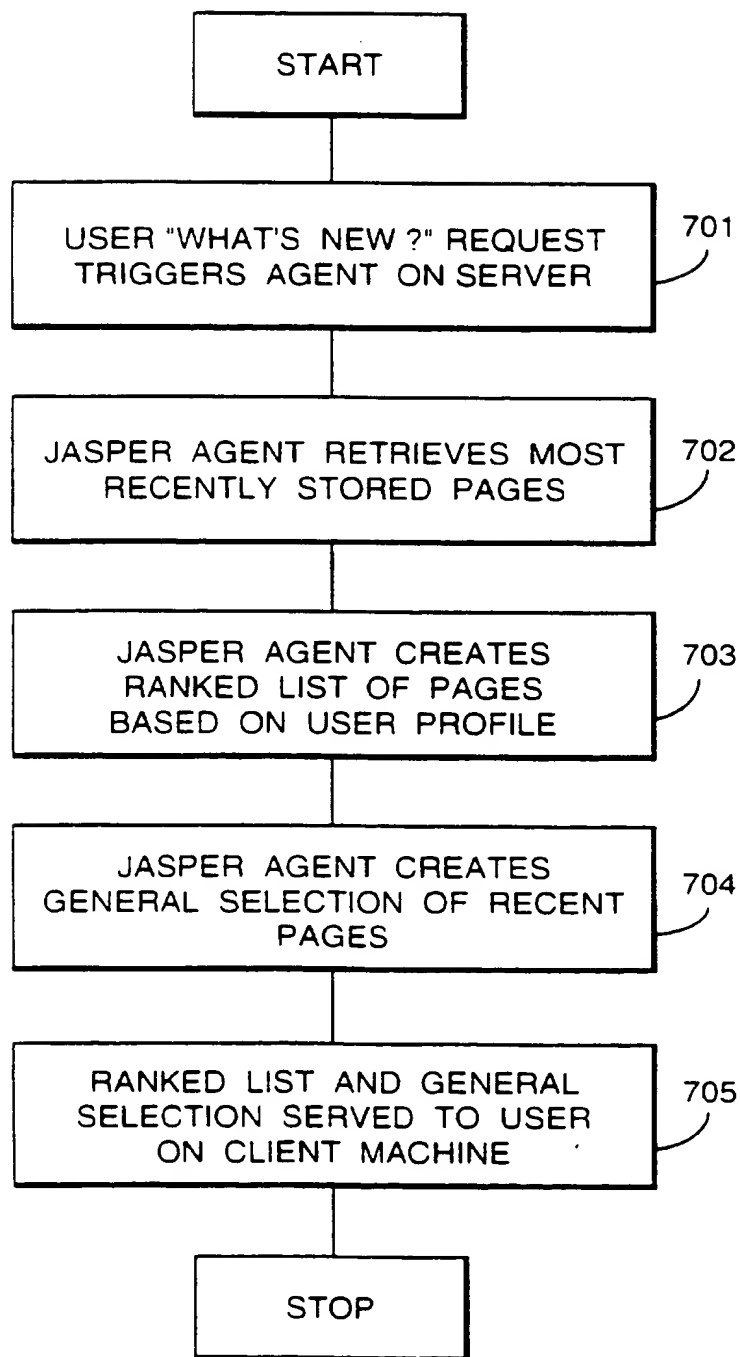 START
USER "WHAT'S NEW ?" REQUEST
TRIGGERS AGENT ON SERVER
701
JASPER AGENT RETRIEVES MOST
RECENTLY STORED PAGES
702
JASPER AGENT CREATES
RANKED LIST OF PAGES
BASED ON USER PROFILE
703
JASPER AGENT CREATES
GENERAL SELECTION OF RECENT
PAGES
704
RANKED LIST AND GENERAL
SELECTION SERVED TO USER
ON CLIENT MACHINE
705
STOP